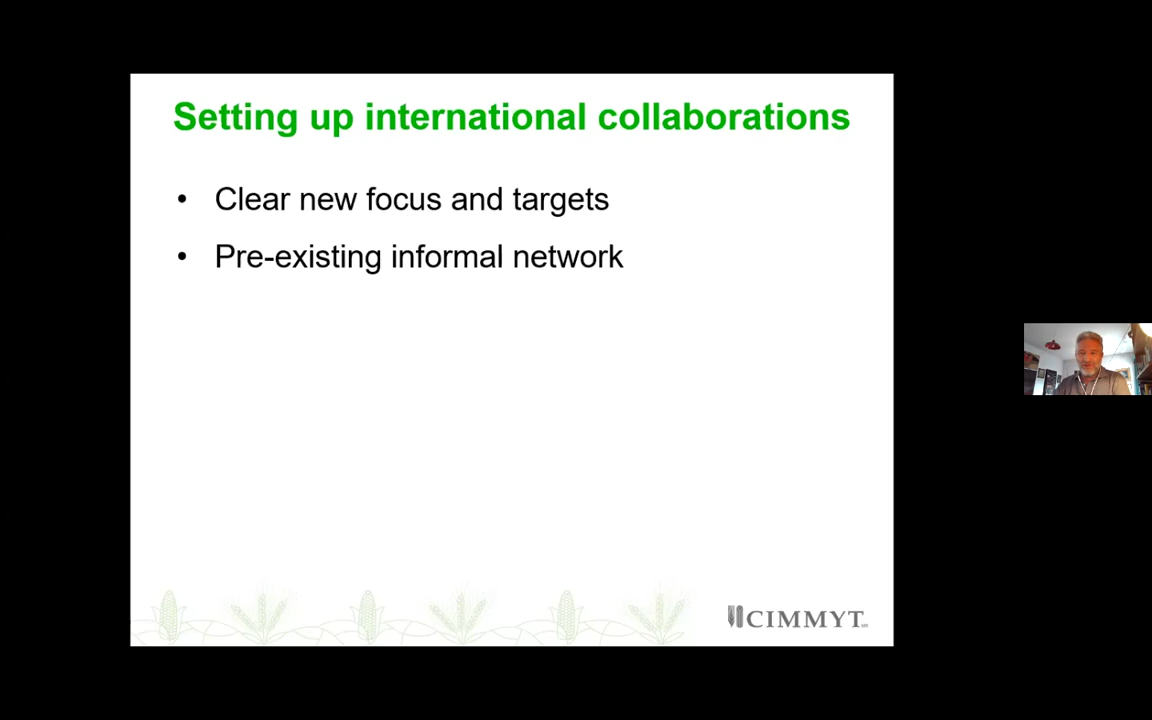 Setting up international collaborations
• Clear new focus and targets
• Pre-existing informal network
CIMMYT